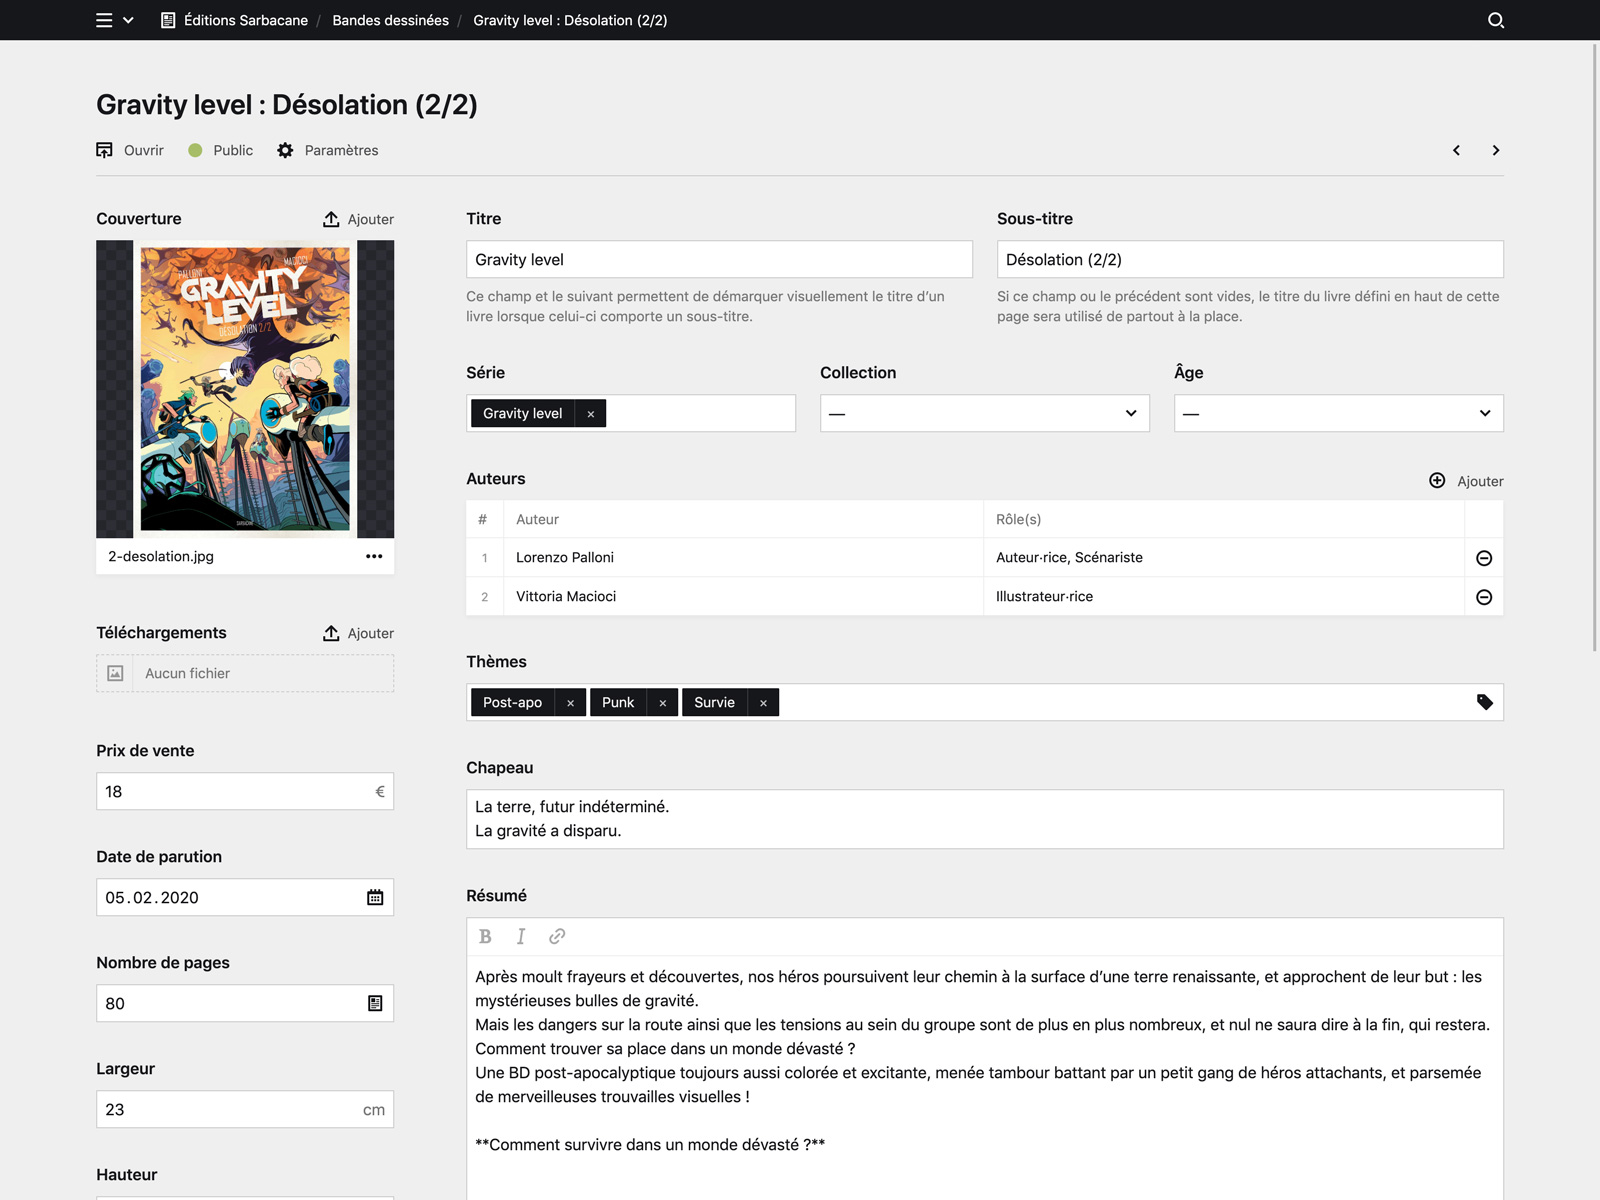 Éditions Sarbacane / Bandes dessinées / Gravity level : Désolation (2/2)
Gravity level : Désolation (2/2)
Ouvrir Public Paramètres
Couverture Ajouter
PALLONI MACIOCI
GRAVITY
LEVEL
DÉSOLATION 2/2
SARBACANE
2-desolation.jpg
Téléchargements Ajouter
Aucun fichier
Prix de vente
18 €
Date de parution
05.02.2020
Nombre de pages
80
Largeur
23 cm
Hauteur
Titre
Gravity level
Ce champ et le suivant permettent de démarquer visuellement le titre d’un
livre lorsque celui-ci comporte un sous-titre.
Sous-titre
Désolation (2/2)
Si ce champ ou le précédent sont vides, le titre du livre défini en haut de cette
page sera utilisé de partout à la place.
Série
Gravity level ×
Collection
—
Âge
—
Auteurs Ajouter
# Auteur Rôle(s)
1 Lorenzo Palloni Auteur·rice, Scénariste
2 Vittoria Macioci Illustrateur·rice
Thèmes
Post-apo × Punk × Survie ×
Chapeau
La terre, futur indéterminé.
La gravité a disparu.
Résumé
B I
Après moult frayeurs et découvertes, nos héros poursuivent leur chemin à la surface d’une terre renaissante, et approchent de leur but : les
mystérieuses bulles de gravité.
Mais les dangers sur la route ainsi que les tensions au sein du groupe sont de plus en plus nombreux, et nul ne saura dire à la fin, qui restera.
Comment trouver sa place dans un monde dévasté ?
Une BD post-apocalyptique toujours aussi colorée et excitante, menée tambour battant par un petit gang de héros attachants, et parsemée
de merveilleuses trouvailles visuelles !
**Comment survivre dans un monde dévasté ?**